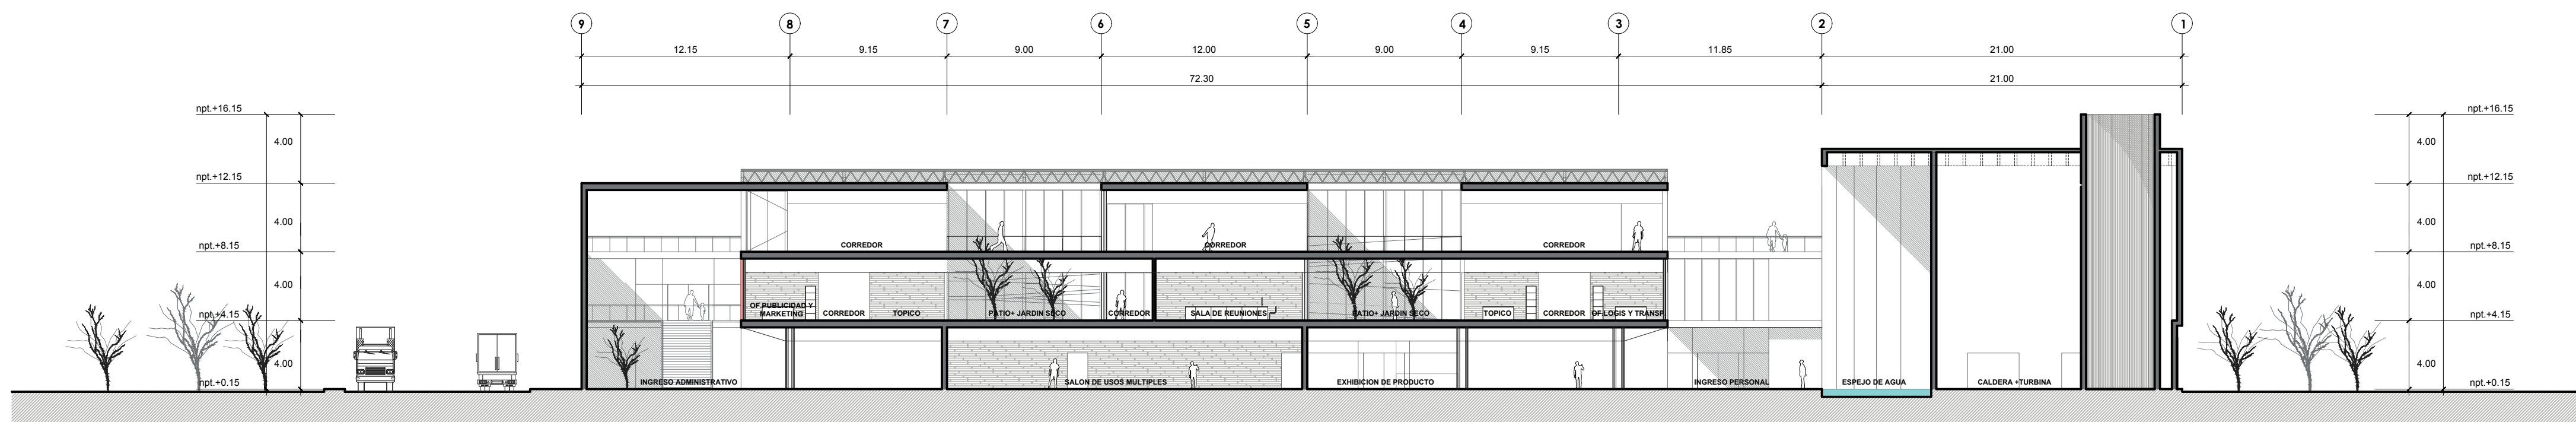 9 8 7 6 5 4 3 2 1
12.15 9.15 9.00 12.00 9.00 9.15 11.85 21.00
72.30 21.00
npt.+16.15 npt.+16.15
4.00 4.00
npt.+12.15 npt.+12.15
4.00 4.00
npt.+8.15 CORREDOR CORREDOR CORREDOR npt.+8.15
4.00 4.00
OF PUBLICIDAD Y
MARKETING CORREDOR TOPICO PATIO+ JARDIN SECO CORREDOR SALA DE REUNIONES PATIO+ JARDIN SECO TOPICO CORREDOR OF LOGIS Y TRANSP
npt.+4.15 npt.+4.15
4.00 4.00
npt.+0.15 INGRESO ADMINISTRATIVO SALON DE USOS MULTIPLES EXHIBICION DE PRODUCTO INGRESO PERSONAL ESPEJO DE AGUA CALDERA +TURBINA npt.+0.15